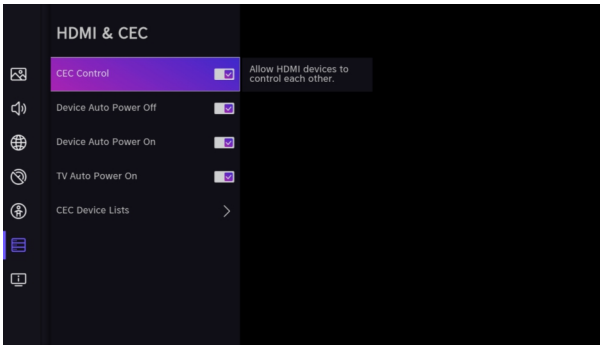 HDMI & CEC
CEC Control
Allow HDMI devices to
control each other.
Device Auto Power Off
Device Auto Power On
TV Auto Power On
CEC Device Lists